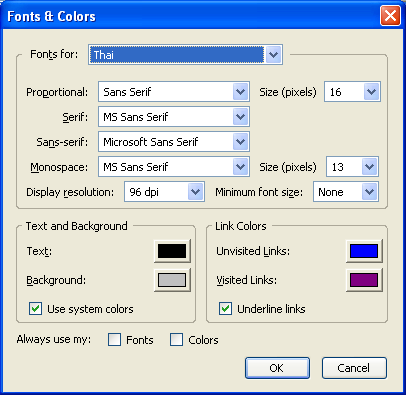 Fonts & Colors
Fonts for: Thai
Proportional: Sans Serif Size (pixels) 16
Serif: MS Sans Serif
Sans-serif: Microsoft Sans Serif
Monospace: MS Sans Serif Size (pixels) 13
Display resolution: 96 dpi Minimum font size: None
Text and Background
Text:
Background:
Use system colors
Link Colors
Unvisited Links:
Visited Links:
Underline links
Always use my: Fonts Colors
OK Cancel